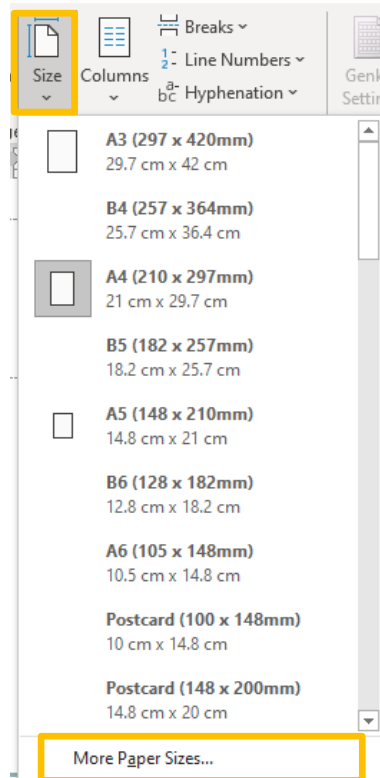 Breaks
Line Numbers
Size
Columns
Hyphenation
A3 (297 x 420mm)
29.7 cm x 42 cm
B4 (257 x 364mm)
25.7 cm x 36.4 cm
A4 (210 x 297mm)
21 cm x 29.7 cm
B5 (182 x 257mm)
18.2 cm x 25.7 cm
A5 (148 x 210mm)
14.8 cm x 21 cm
B6 (128 x 182mm)
12.8 cm x 18.2 cm
A6 (105 x 148mm)
10.5 cm x 14.8 cm
Postcard (100 x 148mm)
10 cm x 14.8 cm
Postcard (148 x 200mm)
14.8 cm x 20 cm
More Paper Sizes...